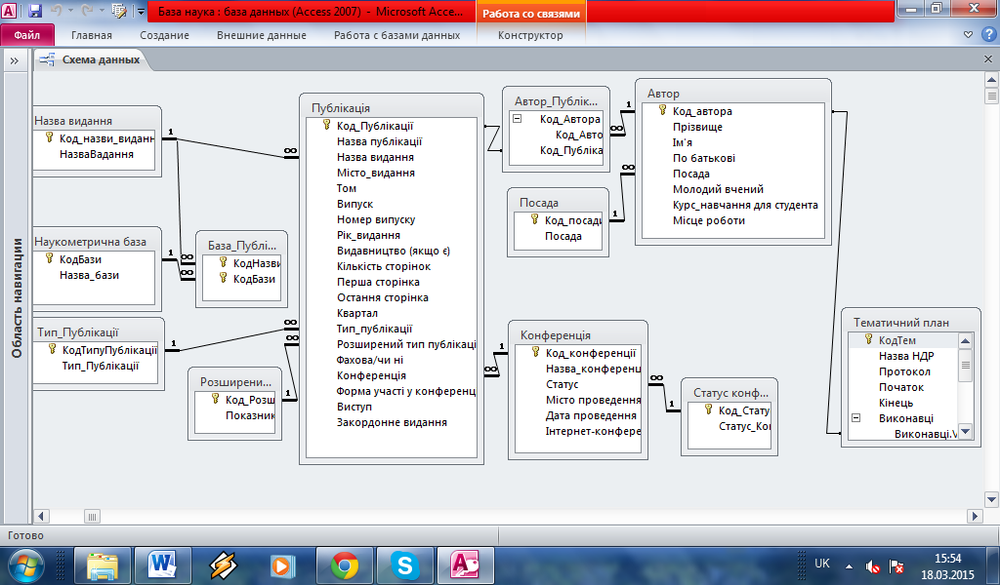 База наука : база данных (Access 2007) - Microsoft Acce...
Работа со связями
Файл
Главная
Создание
Внешние данные
Работа с базами данных
Конструктор
Схема данных
Область навигации
Назва видання
Код_назви_виданн
НазваВадання
Наукометрична база
КодБази
Назва_бази
Тип_Публікації
КодТипуПублікації
Тип_Публікації
База_Публі...
КодНазви
КодБази
Розширени...
Код_Розш
Показник
Публікація
Код_Публікації
Назва публікації
Назва видання
Місто_видання
Том
Випуск
Номер випуску
Рік_видання
Видавництво (якщо є)
Кількість сторінок
Перша сторінка
Остання сторінка
Квартал
Тип_публікації
Розширений тип публікаці
Фахова/чи ні
Конференція
Форма участі у конференц
Виступ
Закордонне видання
Автор_Публік...
Код_Автора
Код_Авто
Код_Публіка
Посада
Код_посади
Посада
Автор
Код_автора
Прізвище
Ім'я
По батькові
Посада
Молодий вчений
Курс_навчання для студента
Місце роботи
Конференція
Код_конференції
Назва_конференц
Статус
Місто проведення
Дата проведення
Інтернет-конфере
Статус конф...
Код_Стату
Статус_Ко
Тематичний план
КодТем
Назва НДР
Протокол
Початок
Кінець
Виконавці
Виконавці.V
1
∞
1
∞
∞
1
∞
∞
1
1
∞
∞
1
1
∞
∞
1
Готово
UK
15:54
18.03.2015